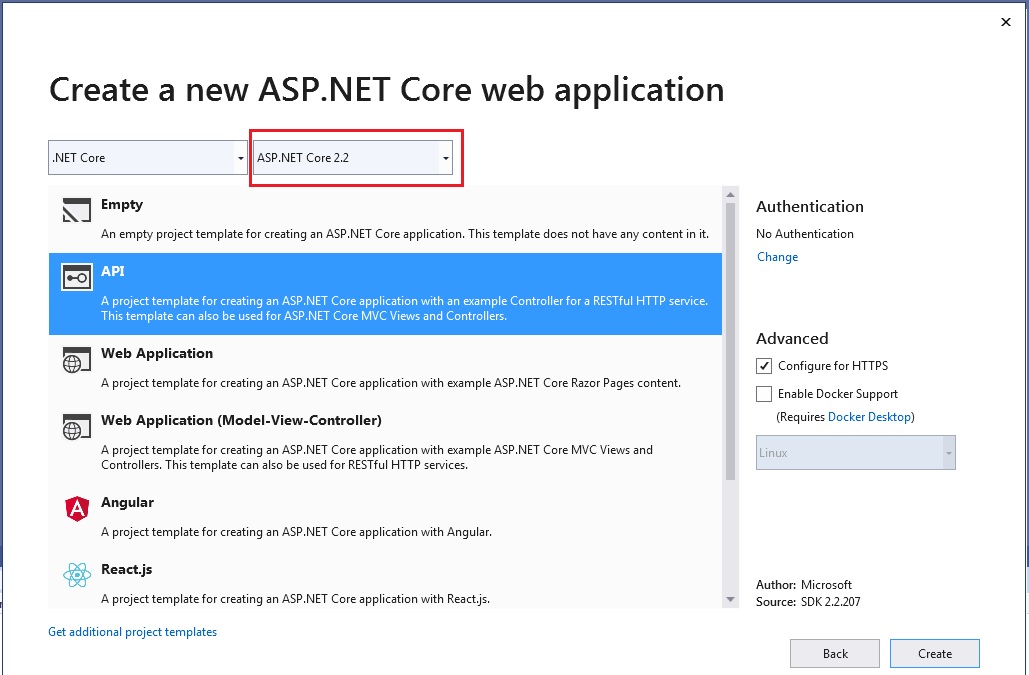 Create a new ASP.NET Core web application
.NET Core
ASP.NET Core 2.2
Empty
An empty project template for creating an ASP.NET Core application. This template does not have any content in it.
API
A project template for creating an ASP.NET Core application with an example Controller for a RESTful HTTP service.
This template can also be used for ASP.NET Core MVC Views and Controllers.
Web Application
A project template for creating an ASP.NET Core application with example ASP.NET Core Razor Pages content.
Web Application (Model-View-Controller)
A project template for creating an ASP.NET Core application with example ASP.NET Core MVC Views and
Controllers. This template can also be used for RESTful HTTP services.
Angular
A project template for creating an ASP.NET Core application with Angular.
React.js
A project template for creating an ASP.NET Core application with React.js.
Get additional project templates
Authentication
No Authentication
Change
Advanced
Configure for HTTPS
Enable Docker Support
(Requires Docker Desktop)
Linux
Author: Microsoft
Source: SDK 2.2.207
Back
Create